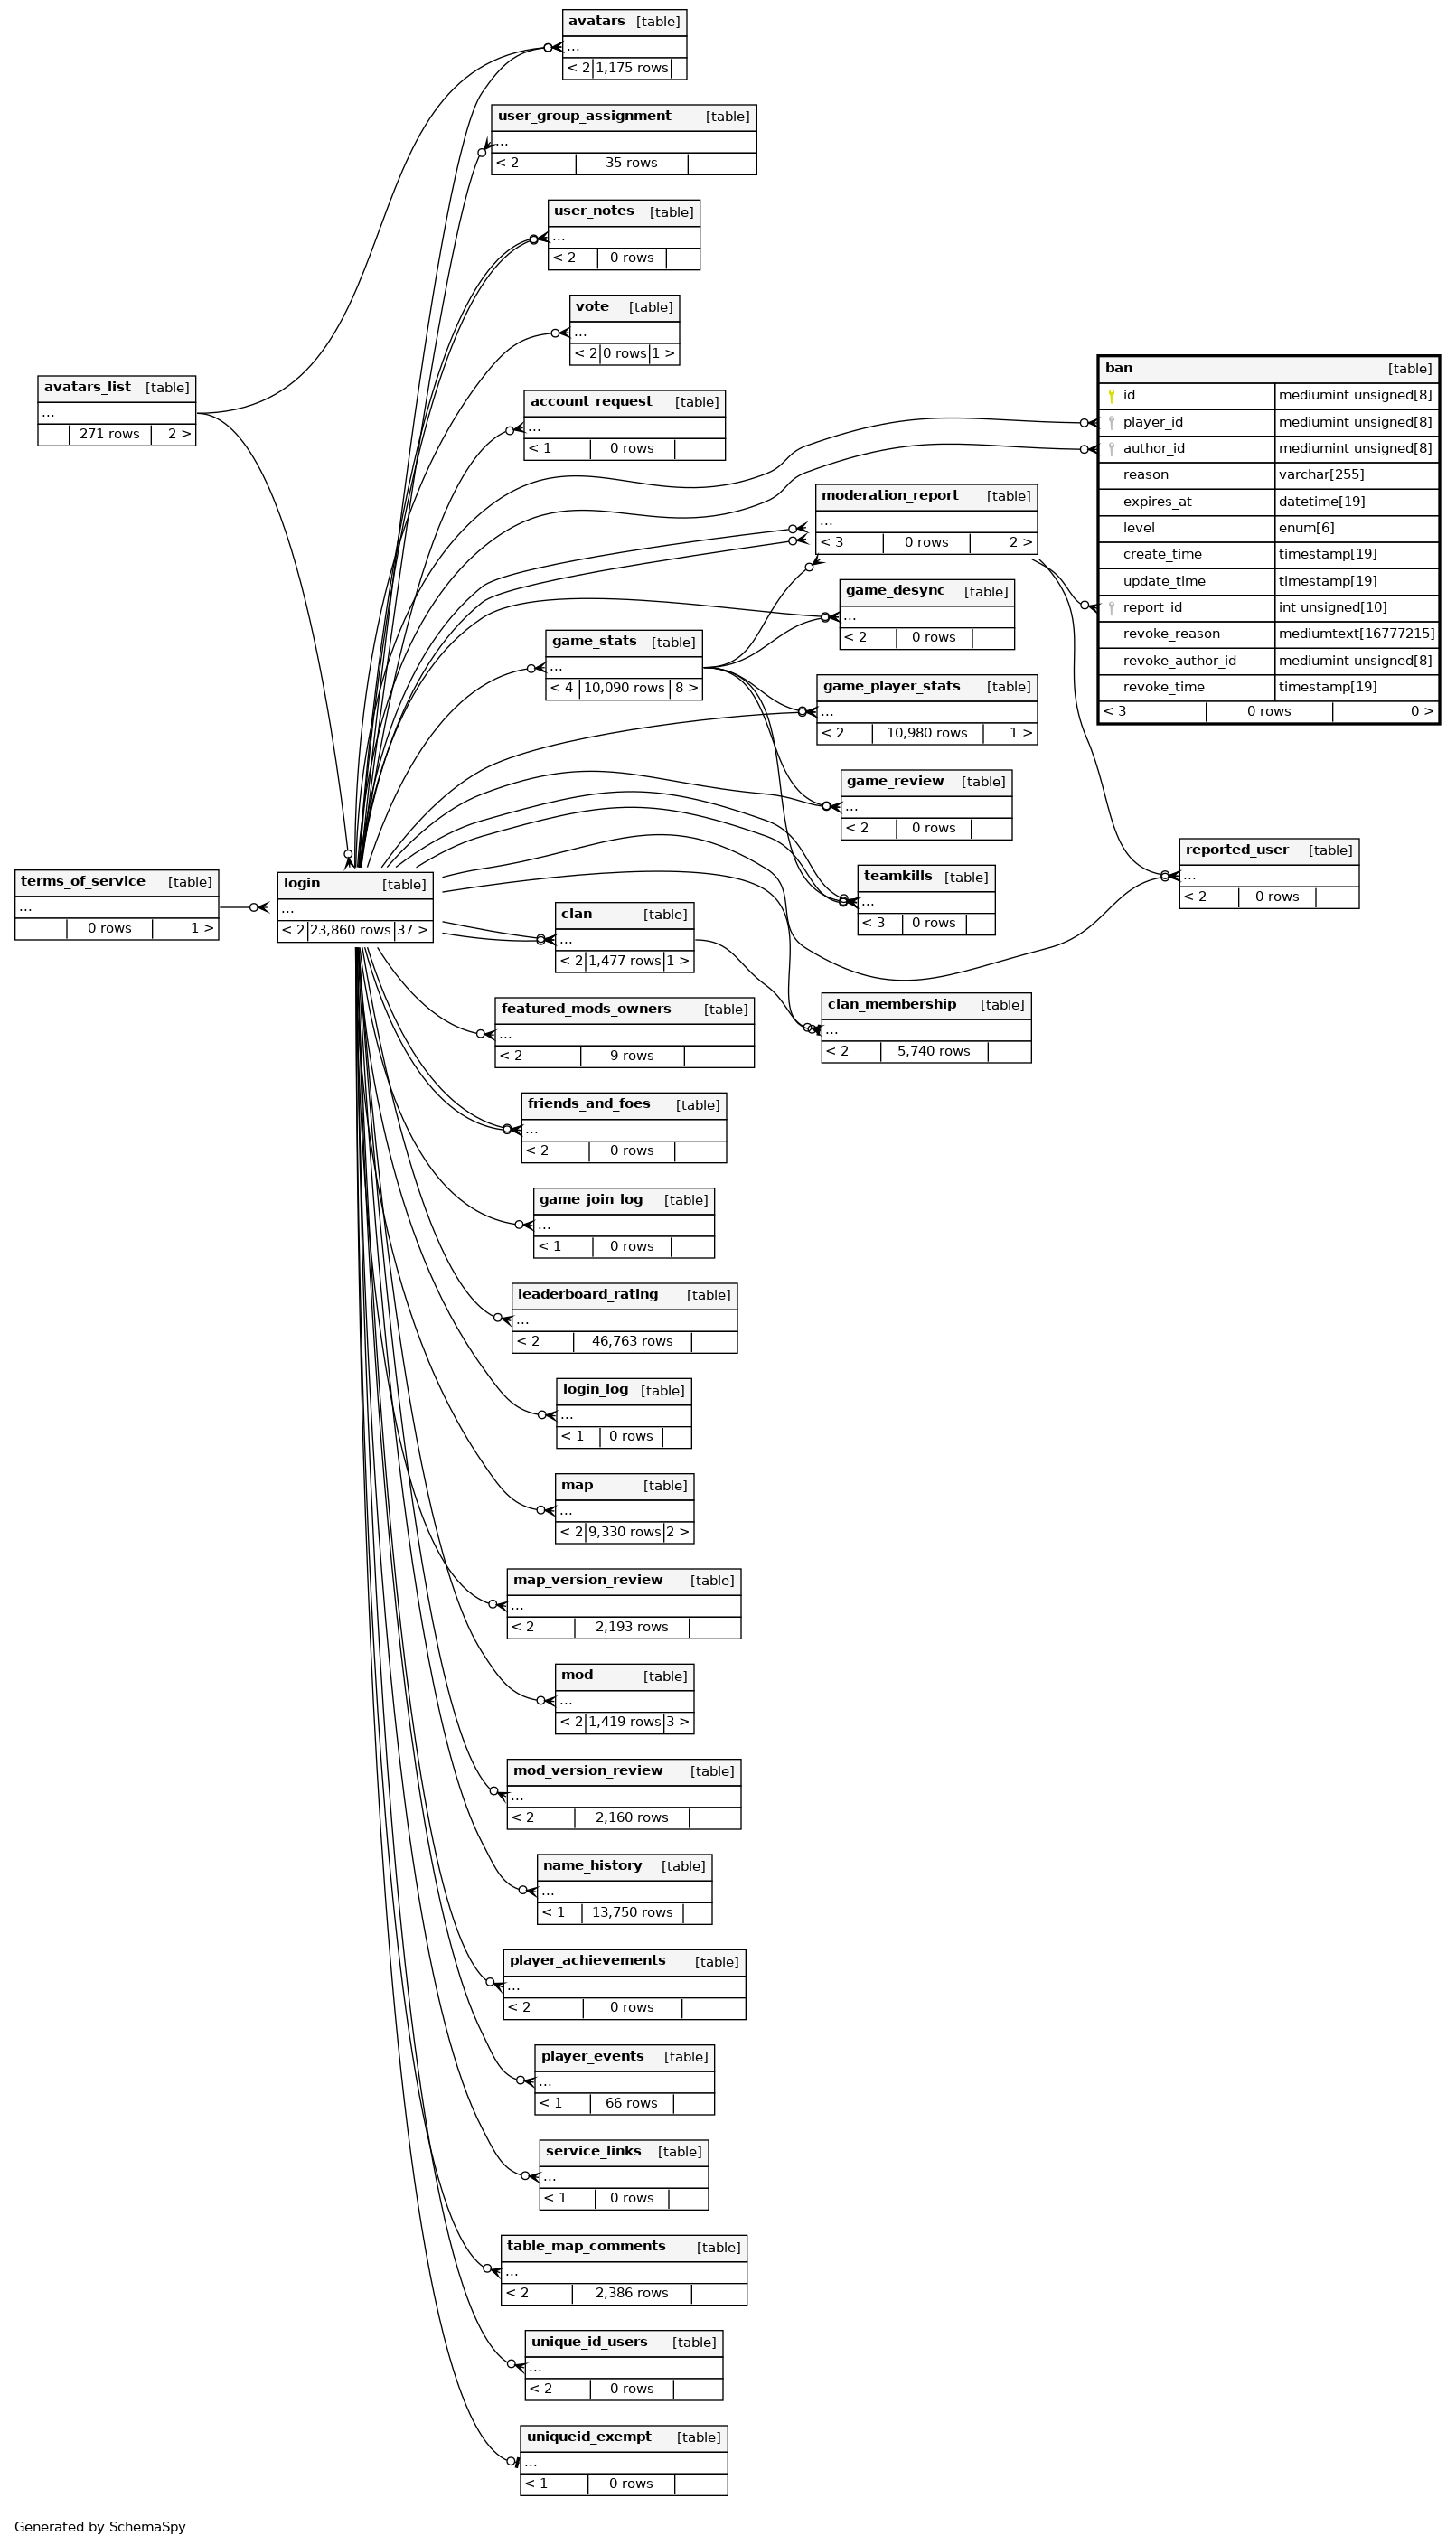 avatars [table]
...
< 2 1,175 rows
user_group_assignment [table]
...
< 2 35 rows
user_notes [table]
...
< 2 0 rows
vote [table]
...
< 2 0 rows 1 >
avatars_list [table]
...
271 rows 2 >
account_request [table]
...
< 1 0 rows
ban [table]
id mediumint unsigned[8]
player_id mediumint unsigned[8]
author_id mediumint unsigned[8]
reason varchar[255]
expires_at datetime[19]
level enum[6]
create_time timestamp[19]
update_time timestamp[19]
report_id int unsigned[10]
revoke_reason mediumtext[16777215]
revoke_author_id mediumint unsigned[8]
revoke_time timestamp[19]
< 3 0 rows 0 >
moderation_report [table]
...
< 3 0 rows 2 >
game_desync [table]
...
< 2 0 rows
game_stats [table]
...
< 4 10,090 rows 8 >
game_player_stats [table]
...
< 2 10,980 rows 1 >
game_review [table]
...
< 2 0 rows
reported_user [table]
...
< 2 0 rows
teamkills [table]
...
< 3 0 rows
terms_of_service [table]
...
0 rows 1 >
login [table]
...
< 2 23,860 rows 37 >
clan [table]
...
< 2 1,477 rows 1 >
clan_membership [table]
...
< 2 5,740 rows
featured_mods_owners [table]
...
< 2 9 rows
friends_and_foes [table]
...
< 2 0 rows
game_join_log [table]
...
< 1 0 rows
leaderboard_rating [table]
...
< 2 46,763 rows
login_log [table]
...
< 1 0 rows
map [table]
...
< 2 9,330 rows 2 >
map_version_review [table]
...
< 2 2,193 rows
mod [table]
...
< 2 1,419 rows 3 >
mod_version_review [table]
...
< 2 2,160 rows
name_history [table]
...
< 1 13,750 rows
player_achievements [table]
...
< 2 0 rows
player_events [table]
...
< 1 66 rows
service_links [table]
...
< 1 0 rows
table_map_comments [table]
...
< 2 2,386 rows
unique_id_users [table]
...
< 2 0 rows
uniqueid_exempt [table]
...
< 1 0 rows
Generated by SchemaSpy